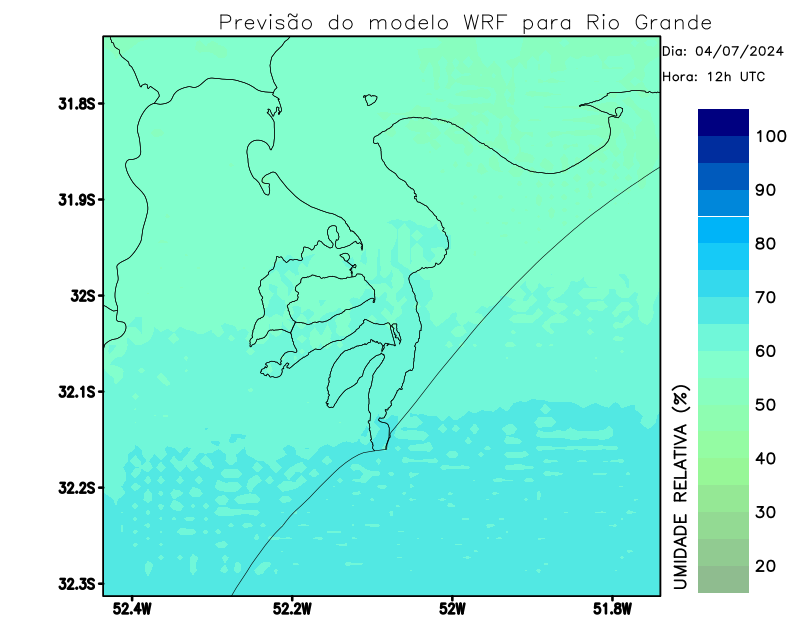 Previsão do modelo WRF para Rio Grande
Dia: 04/07/2024
Hora: 12h UTC
31.8S
31.9S
32S
32.1S
32.2S
32.3S
52.4W
52.2W
52W
51.8W
100
90
80
70
60
50
40
30
20
UMIDADE RELATIVA (%)